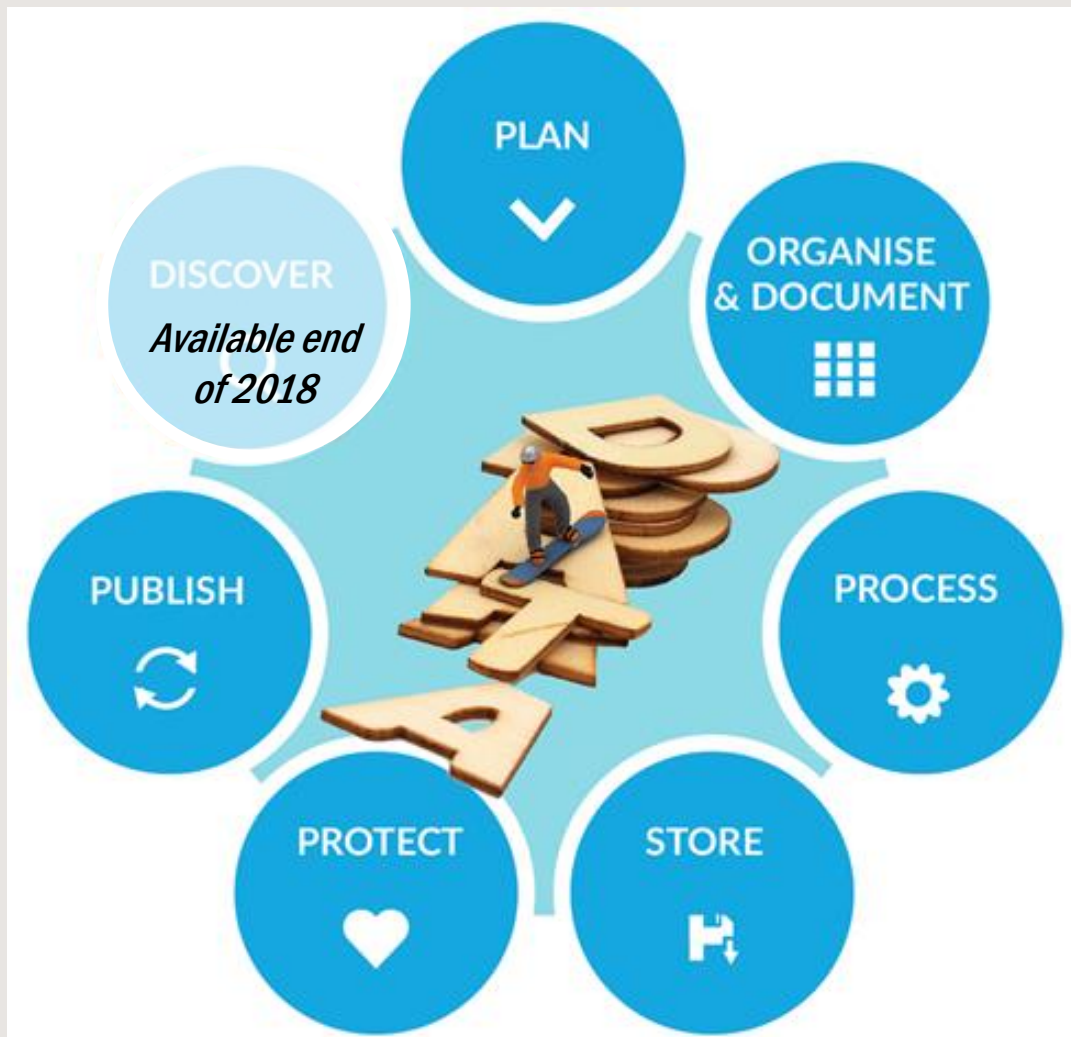 PLAN
ORGANISE
& DOCUMENT
PROCESS
STORE
PROTECT
PUBLISH
DISCOVER
Available end
of 2018
D
A
T
A